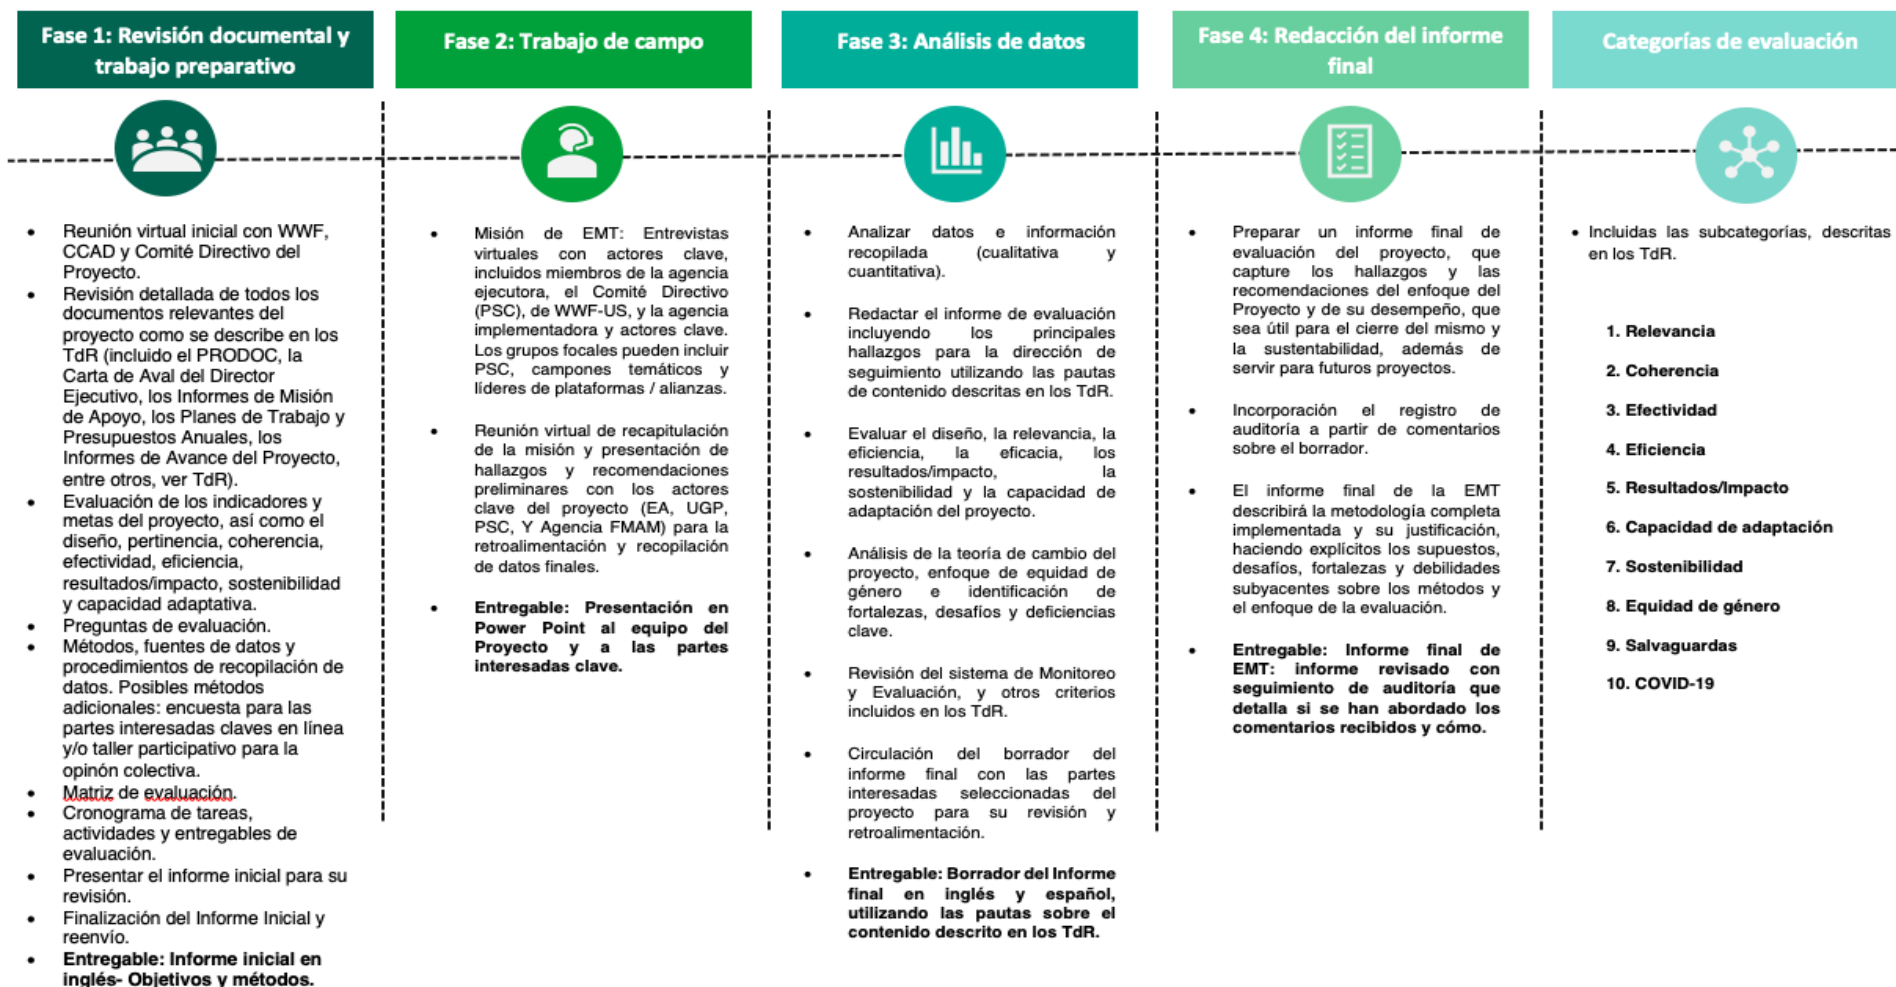 Fase 1: Revisión documental y
trabajo preparativo
Reunión virtual inicial con WWF,
CCAD y Comité Directivo del
Proyecto.
Revisión detallada de todos los
documentos relevantes del
proyecto como se describe en los
TdR (incluido el PRODOC, la
Carta de Aval del Director
Ejecutivo, los Informes de Misión
de Apoyo, los Planes de Trabajo y
Presupuestos Anuales, los
Informes de Avance del Proyecto,
entre otros, ver TdR).
Evaluación de los indicadores y
metas del proyecto, así como el
diseño, pertinencia, coherencia,
efectividad, eficiencia,
resultados/impacto, sostenibilidad
y capacidad adaptativa.
Preguntas de evaluación.
Métodos, fuentes de datos y
procedimientos de recopilación de
datos. Posibles métodos
adicionales: encuesta para las
partes interesadas claves en línea
y/o taller participativo para la
opinón colectiva.
Matriz de evaluación.
Cronograma de tareas,
actividades y entregables de
evaluación.
Presentar el informe inicial para su
revisión.
Finalización del Informe Inicial y
reenvío.
Entregable: Informe inicial en
inglés- Objetivos y métodos.
Fase 2: Trabajo de campo
Misión de EMT: Entrevistas
virtuales con actores clave,
incluidos miembros de la agencia
ejecutora, el Comité Directivo
(PSC), de WWF-US, y la agencia
implementadora y actores clave.
Los grupos focales pueden incluir
PSC, campones temáticos y
líderes de plataformas / alianzas.
Reunión virtual de recapitulación
de la misión y presentación de
hallazgos y recomendaciones
preliminares con los actores
clave del proyecto (EA, UGP,
PSC, Y Agencia FMAM) para la
retroalimentación y recopilación
de datos finales.
Entregable: Presentación en
Power Point al equipo del
Proyecto y a las partes
interesadas clave.
Fase 3: Análisis de datos
Analizar datos e información
recopilada (cualitativa y
cuantitativa).
Redactar el informe de evaluación
incluyendo los principales
hallazgos para la dirección de
seguimiento utilizando las pautas
de contenido descritas en los TdR.
Evaluar el diseño, la relevancia, la
eficiencia, la eficacia, los
resultados/impacto, la
sostenibilidad y la capacidad de
adaptación del proyecto.
Análisis de la teoría de cambio del
proyecto, enfoque de equidad de
género e identificación de
fortalezas, desafíos y deficiencias
clave.
Revisión del sistema de Monitoreo
y Evaluación, y otros criterios
incluidos en los TdR.
Circulación del borrador del
informe final con las partes
interesadas seleccionadas del
proyecto para su revisión y
retroalimentación.
Entregable: Borrador del Informe
final en inglés y español,
utilizando las pautas sobre el
contenido descrito en los TdR.
Fase 4: Redacción del informe
final
Preparar un informe final de
evaluación del proyecto, que
capture los hallazgos y las
recomendaciones del enfoque del
Proyecto y de su desempeño, que
sea útil para el cierre del mismo y
la sustentabilidad, además de
servir para futuros proyectos.
Incorporación el registro de
auditoría a partir de comentarios
sobre el borrador.
El informe final de la EMT
describirá la metodología completa
implementada y su justificación,
haciendo explícitos los supuestos,
desafíos, fortalezas y debilidades
subyacentes sobre los métodos y
el enfoque de la evaluación.
Entregable: Informe final de
EMT: informe revisado con
seguimiento de auditoría que
detalla si se han abordado los
comentarios recibidos y cómo.
Categorías de evaluación
Incluidas las subcategorías, descritas
en los TdR.
1. Relevancia
2. Coherencia
3. Efectividad
4. Eficiencia
5. Resultados/Impacto
6. Capacidad de adaptación
7. Sostenibilidad
8. Equidad de género
9. Salvaguardas
10. COVID-19